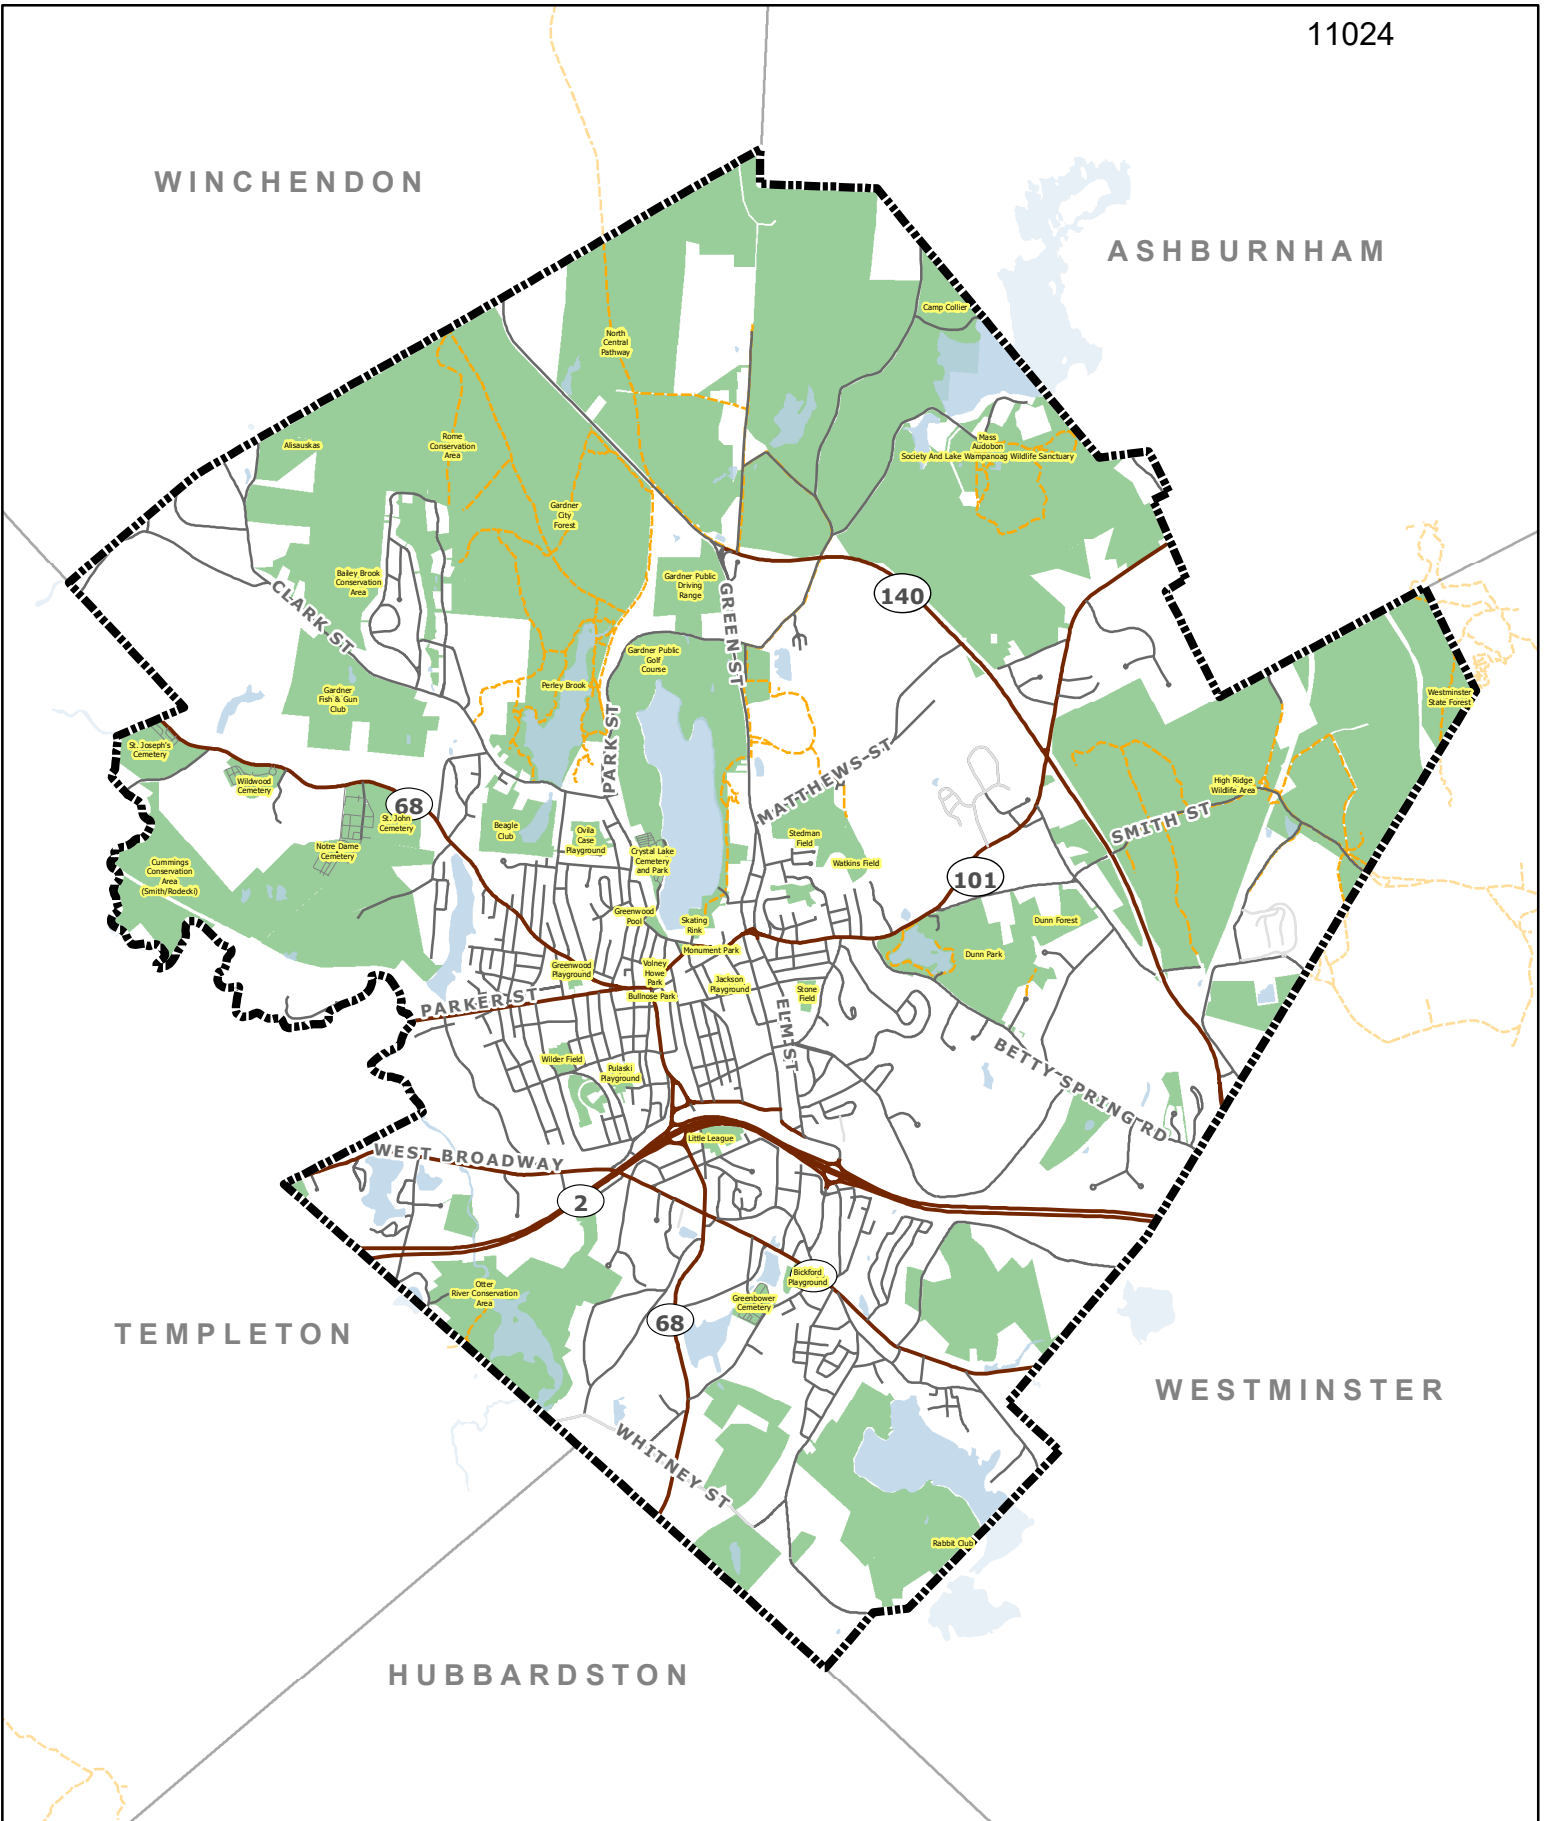 11024
WINCHENDON
ASHBURNHAM
Camp Collier
North
Central
Pathway
Alisauskas
Rome
Conservation
Area
Mass
Audobon
Society And Lake Wampanoag Wildlife Sanctuary
Gardner
City
Forest
Bailey Brook
Conservation
Area
Gardner Public
Driving
Range
140
CLARK ST
GREEN ST
Gardner Public
Golf
Course
Gardner
Fish & Gun
Club
Perley Brook
Westminster
State Forest
PARK ST
St. Joseph's
Cemetery
Wildwood
Cemetery
MATTHEWS ST
High Ridge
Wildlife Area
68
St. John
Cemetery
Beagle
Club
Ovila
Case
Playground
Stedman
Field
SMITH ST
Notre Dame
Cemetery
Crystal Lake
Cemetery
and Park
Watkins Field
Cummings
Conservation
Area
(Smith/Rodecki)
101
Greenwood
Pool
Skating
Rink
Dunn Forest
Monument Park
Dunn Park
Greenwood
Playground
Volney
Howe
Park
Jackson
Playground
Stone
Field
Bullnose Park
PARKER ST
ELM ST
Wilder Field
Pulaski
Playground
BETTY SPRING RD
Little League
WEST BROADWAY
2
Otter
River Conservation
Area
Bickford
Playground
Greenbower
Cemetery
68
TEMPLETON
WESTMINSTER
WHITNEY ST
Rabbit Club
HUBBARDSTON